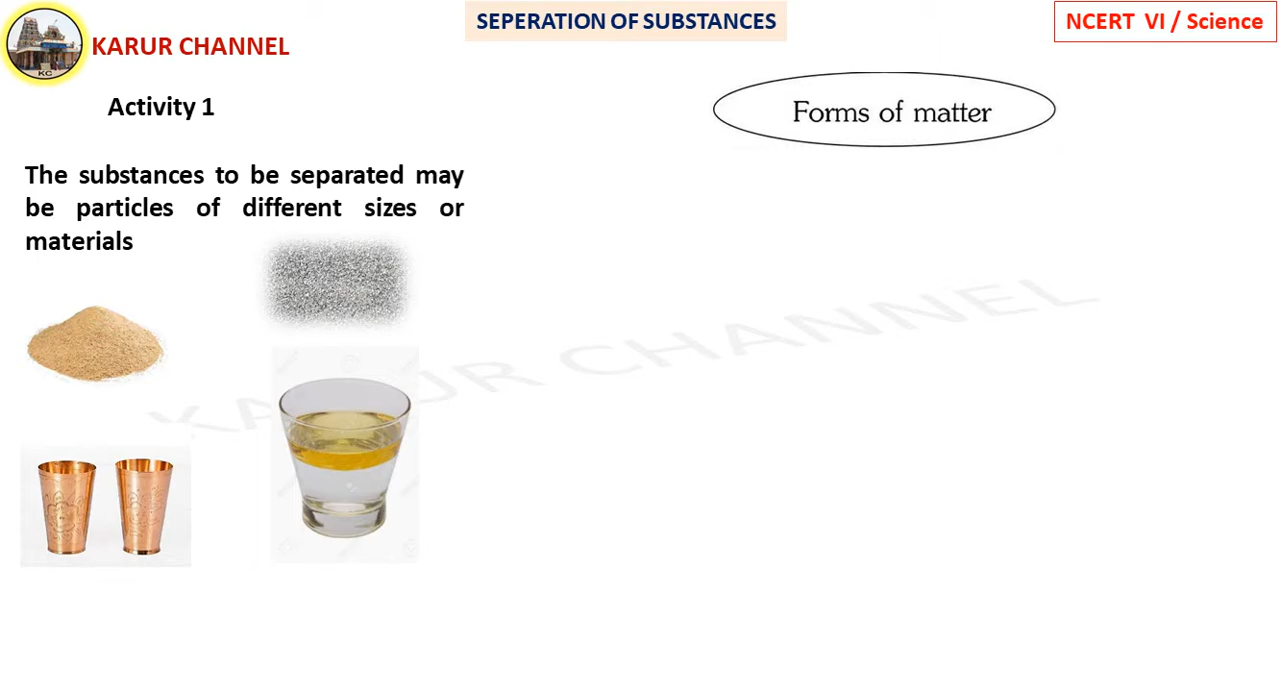 SEPERATION OF SUBSTANCES
NCERT VI / Science
KARUR CHANNEL
KC
Activity 1
Forms of matter
The substances to be separated may
be particles of different sizes or
materials
KARUR CHANNEL